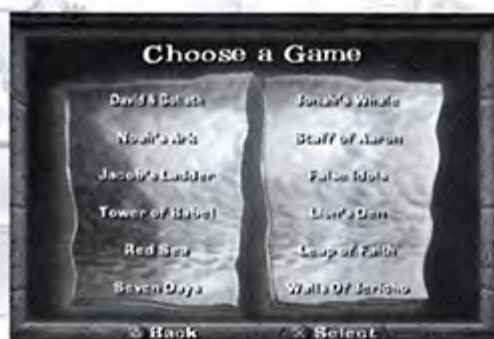 Choose a Game
David & Goliath
Noah's Ark
Jacob's Ladder
Tower of Babel
Red Sea
Seven Days
Jonah's Whale
Staff of Aaron
False Idols
Lion's Den
Leap of Faith
Walls Of Jericho
Back
Select